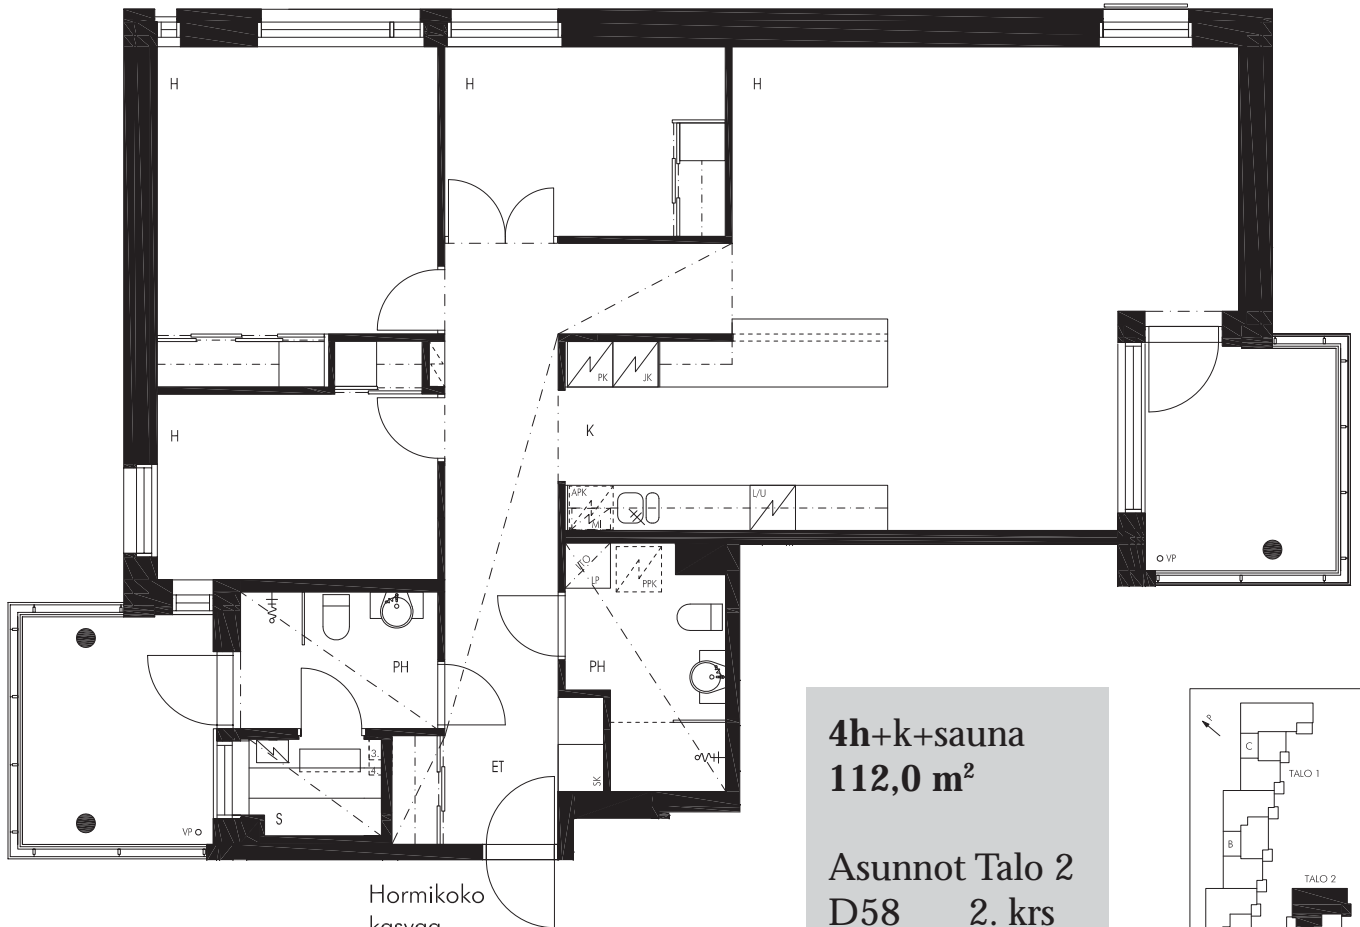 H
H
H
PK
JK
H
K
APK
MI
L/U
VP
LP
PPK
PH
PH
ET
SK
S
VP
Hormikoko
4h+k+sauna
112,0 m²
Asunnot Talo 2
D58 2. krs
P
C
TALO 1
B
TALO 2